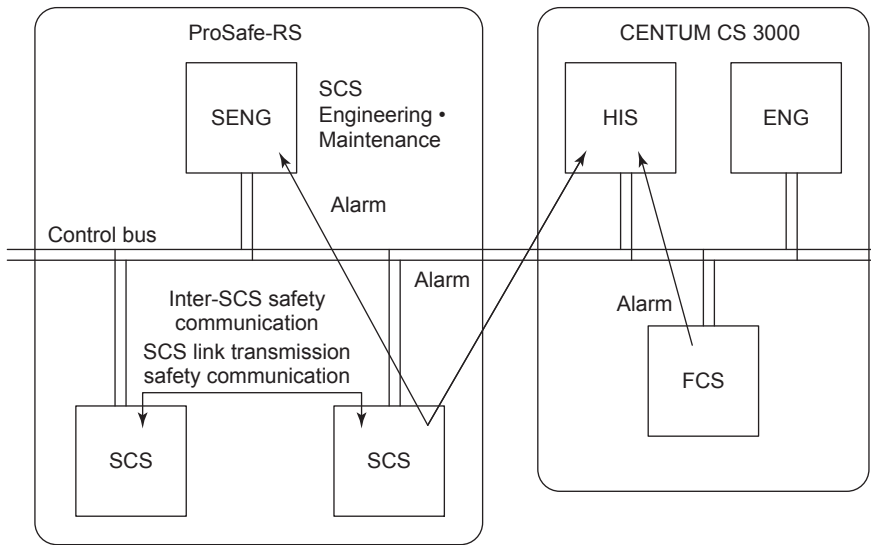 ProSafe-RS
CENTUM CS 3000
SENG
SCS
Engineering •
Maintenance
HIS
ENG
Alarm
Control bus
Alarm
Inter-SCS safety
communication
SCS link transmission
safety communication
Alarm
FCS
SCS
SCS